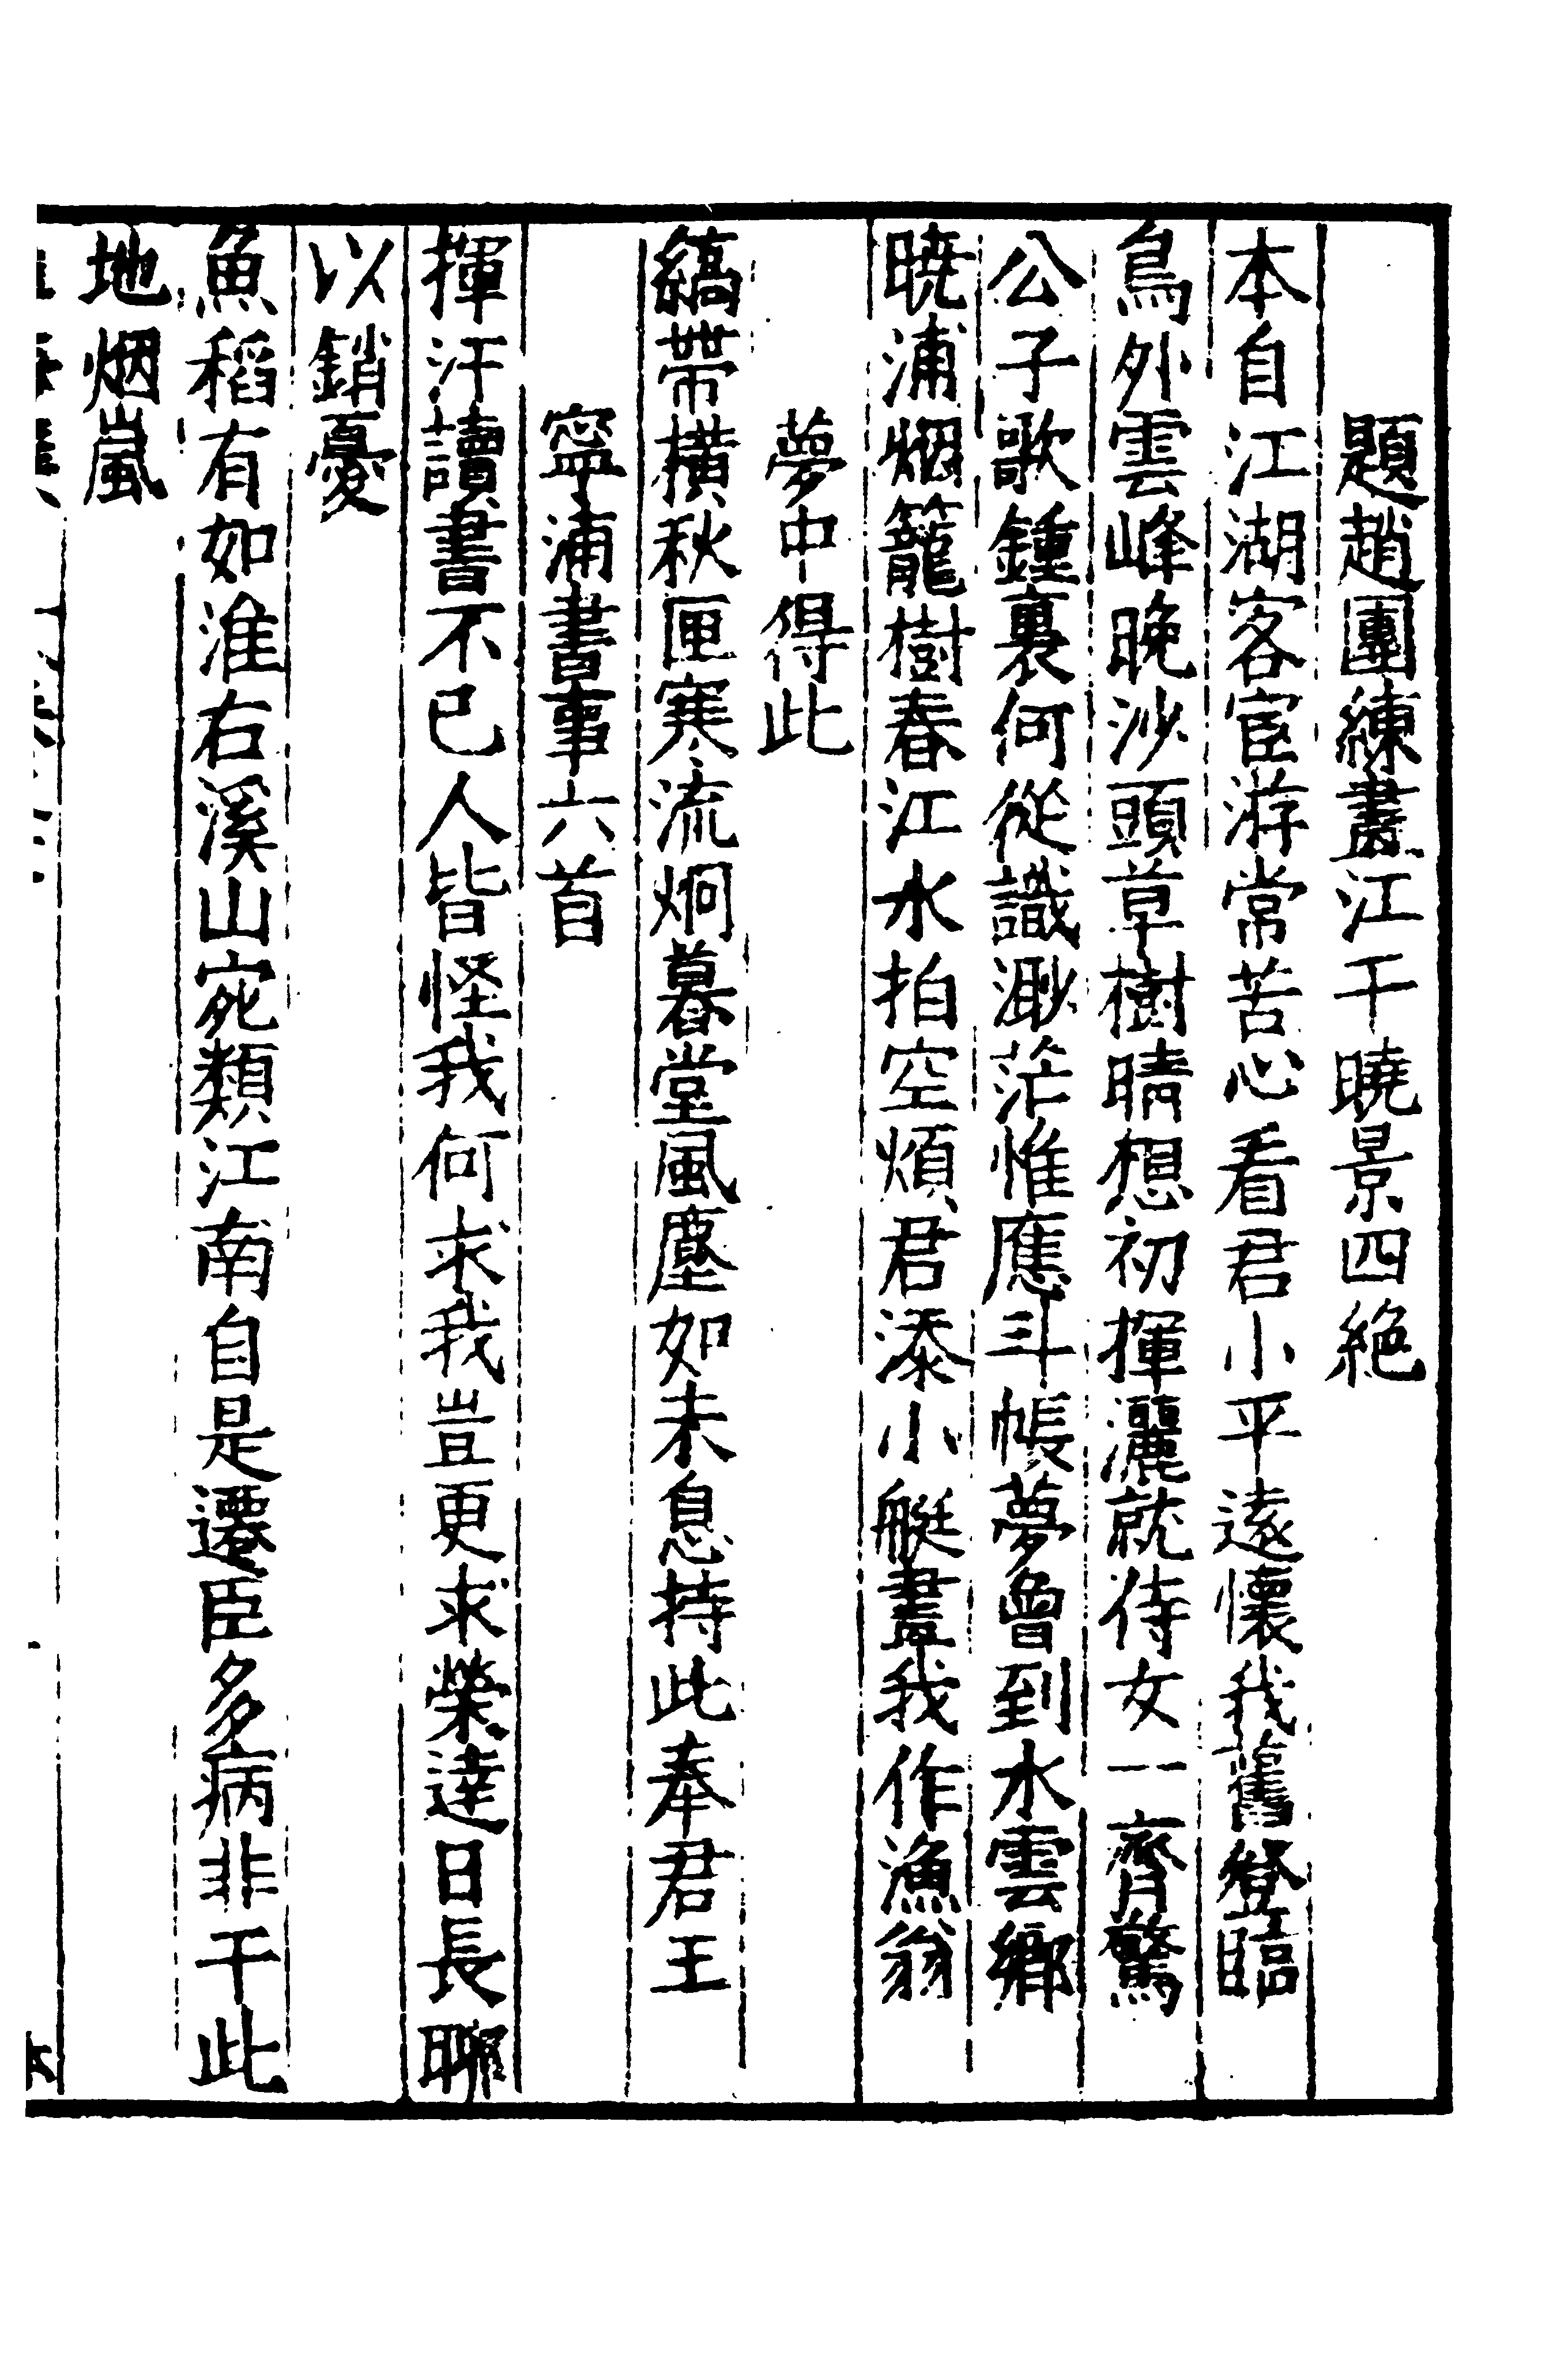 題趙團練畫江干曉景四絕
本自江湖客宦游常苦心看君小平遠懷我舊登臨
鳥外雲峰晚沙頭草樹晴想初揮灑就侍女一齊驚
公子歌鍾裏何從識渺茫惟應斗帳夢曾到水雲鄉
曉浦烟籠樹春江水拍空煩君添小艇畫我作漁翁
夢中得此
縞帶橫秋匣寒流炯暮堂風塵如未息持此奉君王
寧浦書事六首
揮汗讀書不已人皆怪我何求我豈更求榮達日長聊
以銷憂
魚稻有如淮右溪山宛類江南自是遷臣多病非干此
地烟嵐